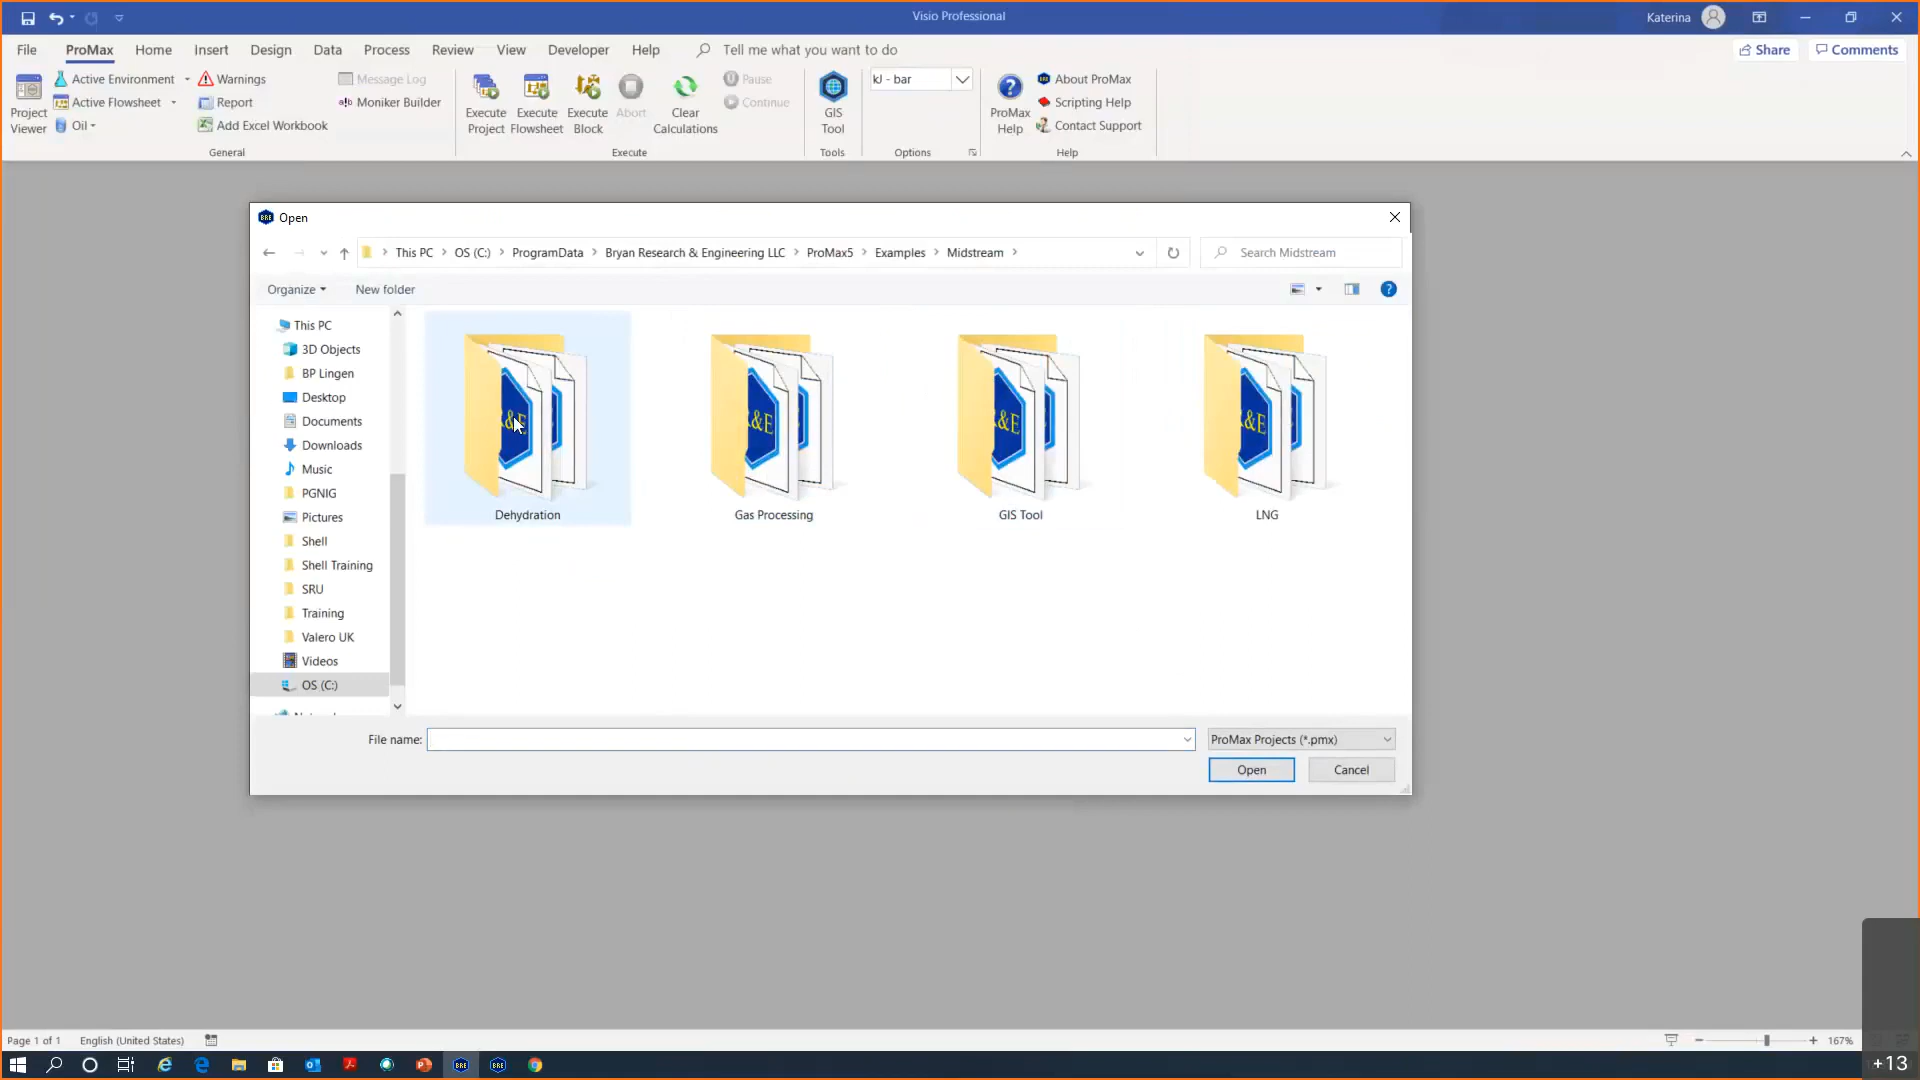 Visio Professional
Katerina
File ProMax Home Insert Design Data Process Review View Developer Help Tell me what you want to do
Share Comments
Project Viewer
Active Environment
Active Flowsheet
Oil
Warnings
Report
Add Excel Workbook
Message Log
Moniker Builder
General
Execute Project
Execute Flowsheet
Execute Block
Abort
Clear Calculations
Pause
Continue
Execute
GIS Tool
Tools
kJ - bar
Options
ProMax Help
About ProMax
Scripting Help
Contact Support
Help
BRE Open
This PC > OS (C:) > ProgramData > Bryan Research & Engineering LLC > ProMax5 > Examples > Midstream >
Search Midstream
Organize New folder
This PC
3D Objects
BP Lingen
Desktop
Documents
Downloads
Music
PGNIG
Pictures
Shell
Shell Training
SRU
Training
Valero UK
Videos
OS (C:)
&E &E &E &E
Dehydration Gas Processing GIS Tool LNG
File name:
ProMax Projects (*.pmx)
Open Cancel
Page 1 of 1 English (United States)
167%
BRE BRE
+13